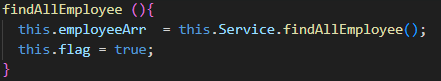 findAllEmployee (){
  this.employeeArr  = this.Service.findAllEmployee();
  this.flag = true;
}